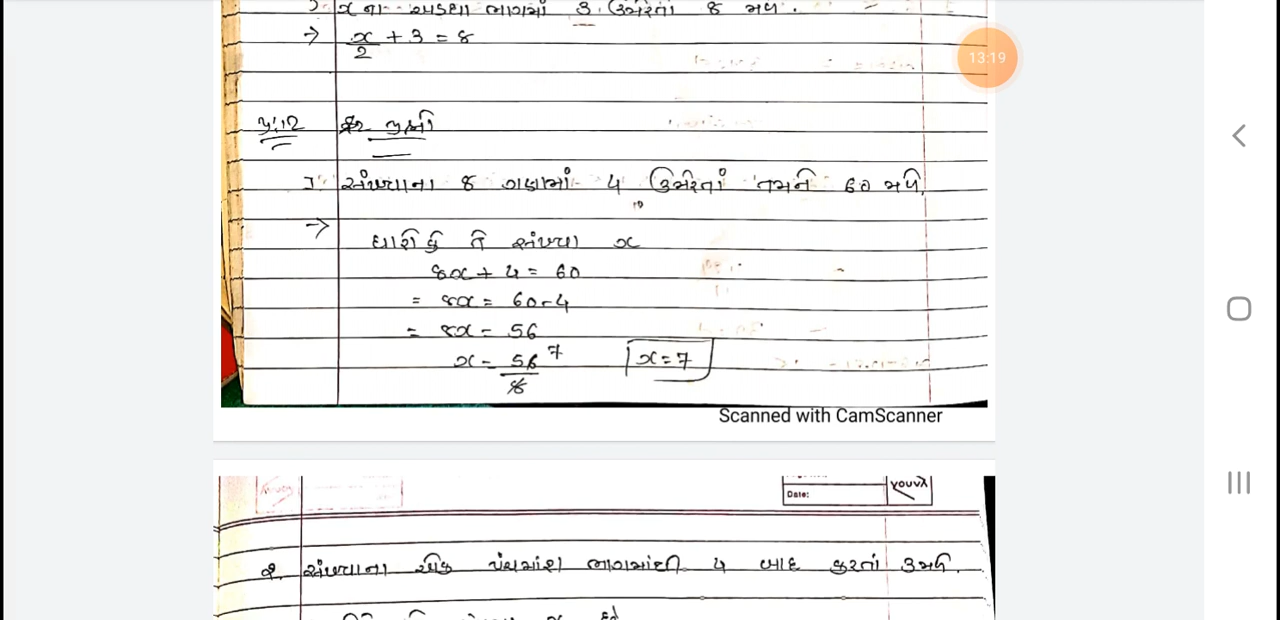 x ના અડધા ભાગમાં 3 ઉમેરતાં 8 મળે.
→ x/2 + 3 = 8
13:19
સંખ્યાના 8 ગણામાં 4 ઉમેરતાં તમને 60 મળે.
→
ધારો કે તે સંખ્યા x
8x + 4 = 60
= 8x = 60-4
= 8x = 56
x = 56/8 7 x = 7
Scanned with CamScanner
Date:
2. સંખ્યાના એક પંચમાંશ ભાગમાંથી 4 બાદ કરતાં 3 મળે.